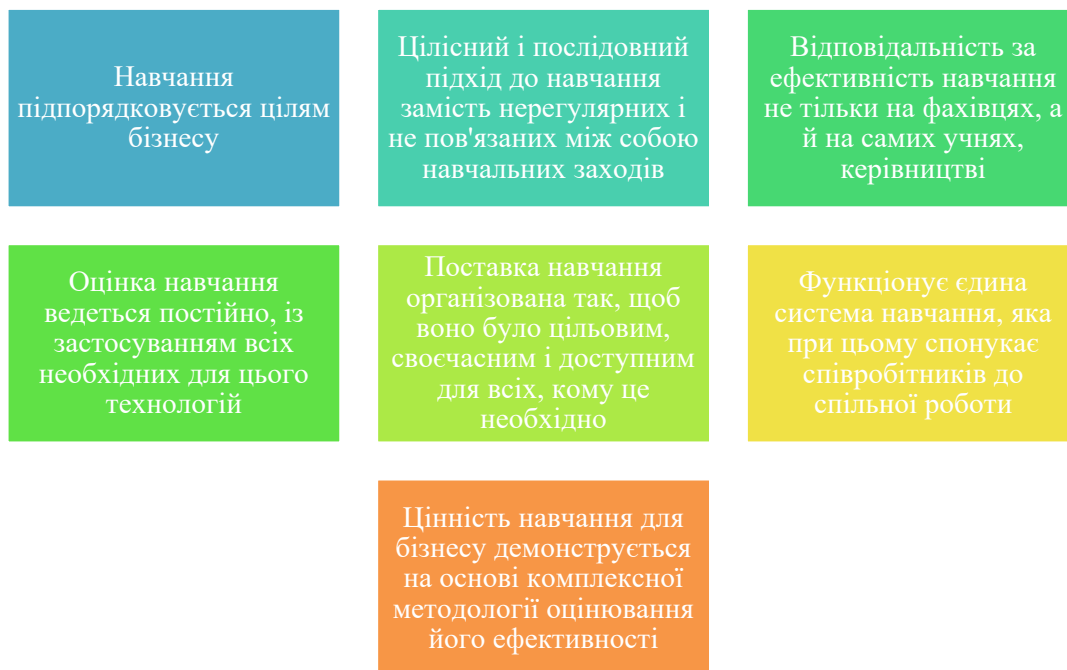 Навчання
підпорядковується цілям
бізнесу
Цілісний і послідовний
підхід до навчання
замість нерегулярних і
не пов'язаних між собою
навчальних заходів
Відповідальність за
ефективність навчання
не тільки на фахівцях, а
й на самих учнях,
керівництві
Оцінка навчання
ведеться постійно, із
застосуванням всіх
необхідних для цього
технологій
Поставка навчання
організована так, щоб
воно було цільовим,
своєчасним і доступним
для всіх, кому це
необхідно
Функціонує єдина
система навчання, яка
при цьому спонукає
співробітників до
спільної роботи
Цінність навчання для
бізнесу демонструється
на основі комплексної
методології оцінювання
його ефективності